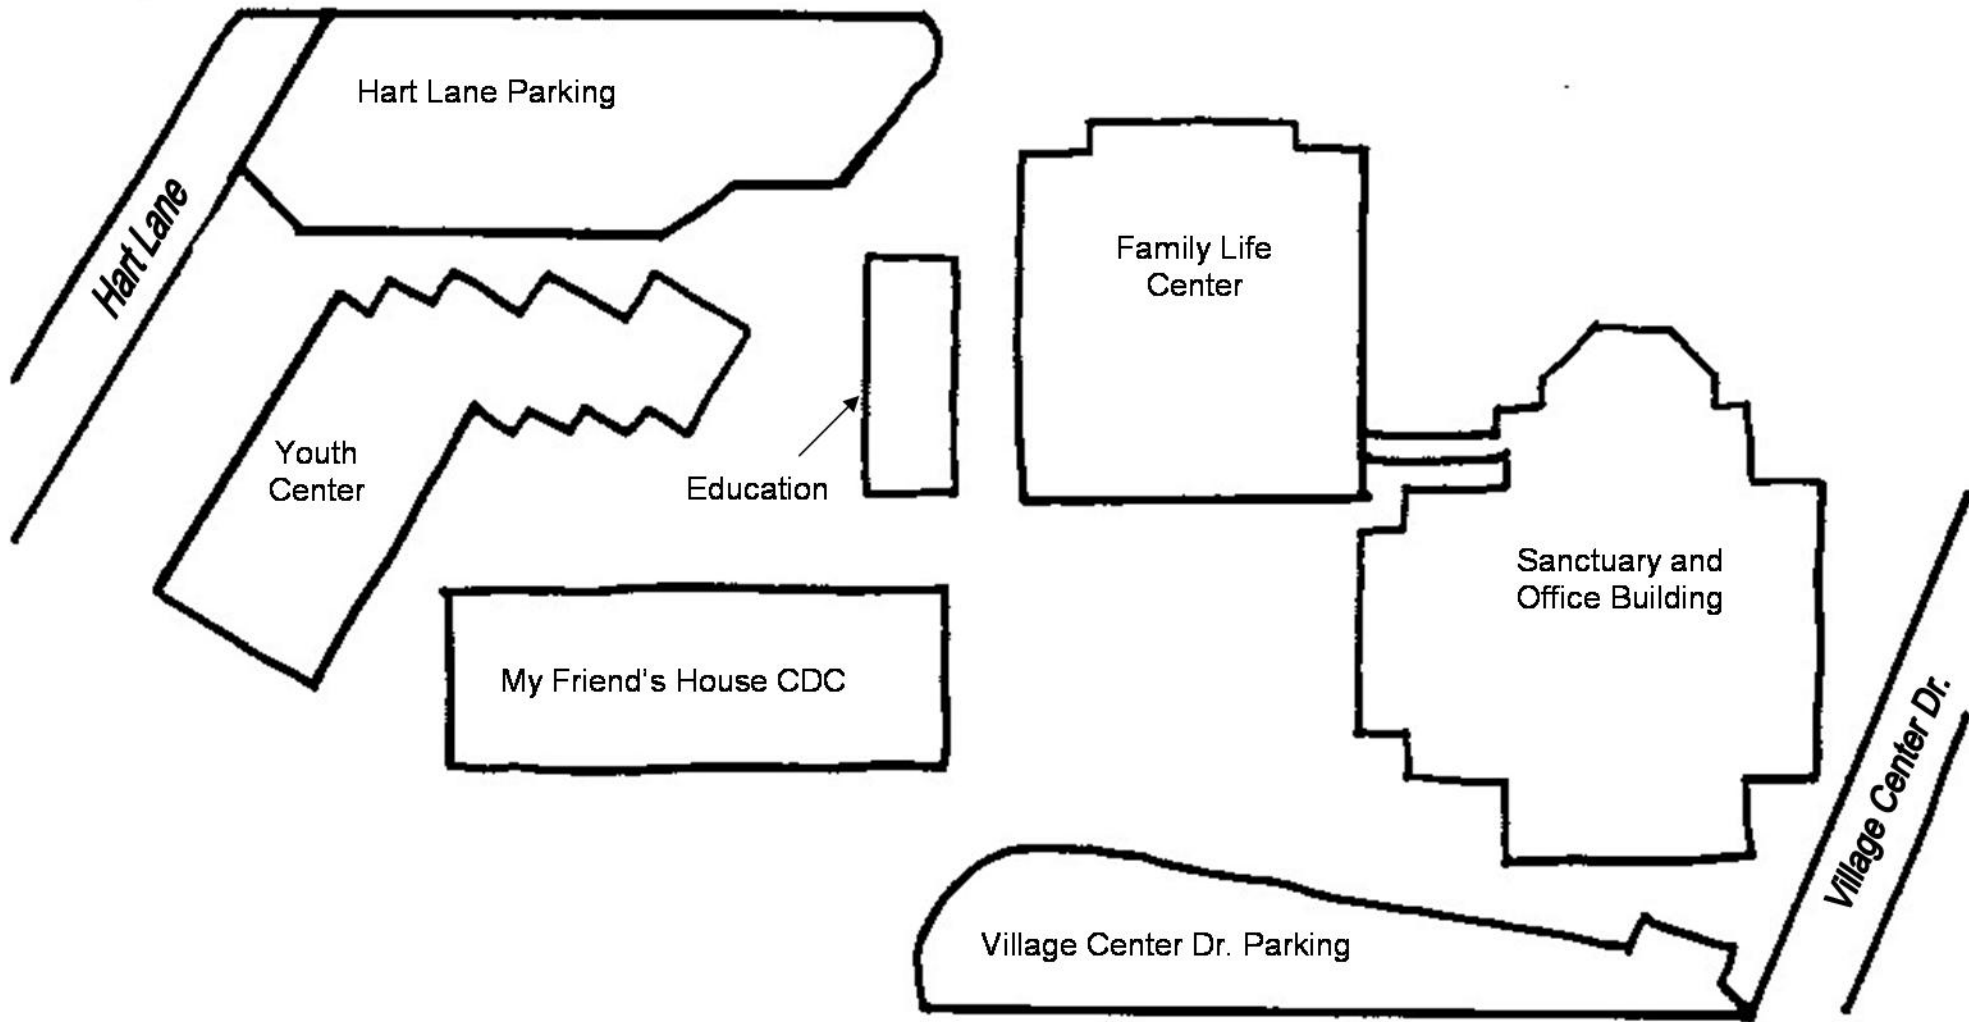 Hart Lane Parking
Hart Lane
Family Life
Center
Youth
Center
Education
Sanctuary and
Office Building
My Friend's House CDC
Village Center Dr.
Village Center Dr. Parking